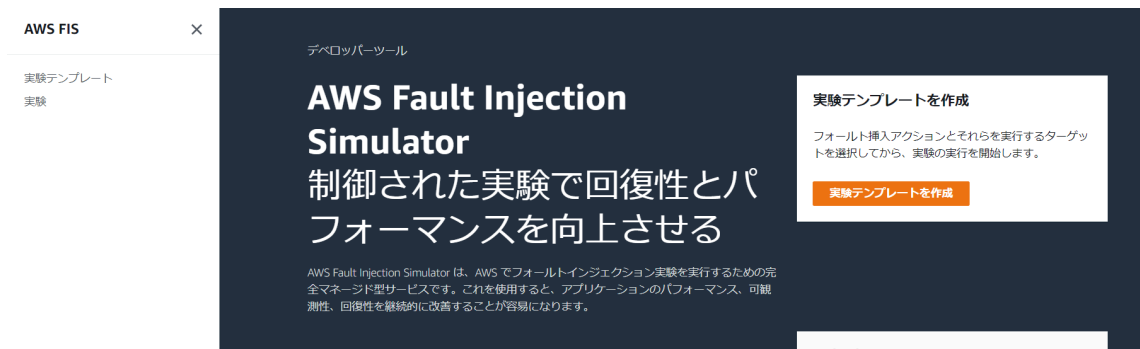 AWS FIS
実験テンプレート
実験
デベロッパーツール
AWS Fault Injection
Simulator
制御された実験で回復性とパ
フォーマンスを向上させる
AWS Fault Injection Simulator は、AWS でフォールトインジェクション実験を実行するための完
全マネージド型サービスです。これを使用すると、アプリケーションのパフォーマンス、可観
測性、回復性を継続的に改善することが容易になります。
実験テンプレートを作成
フォールト挿入アクションとそれらを実行するターゲッ
トを選択してから、実験の実行を開始します。
実験テンプレートを作成